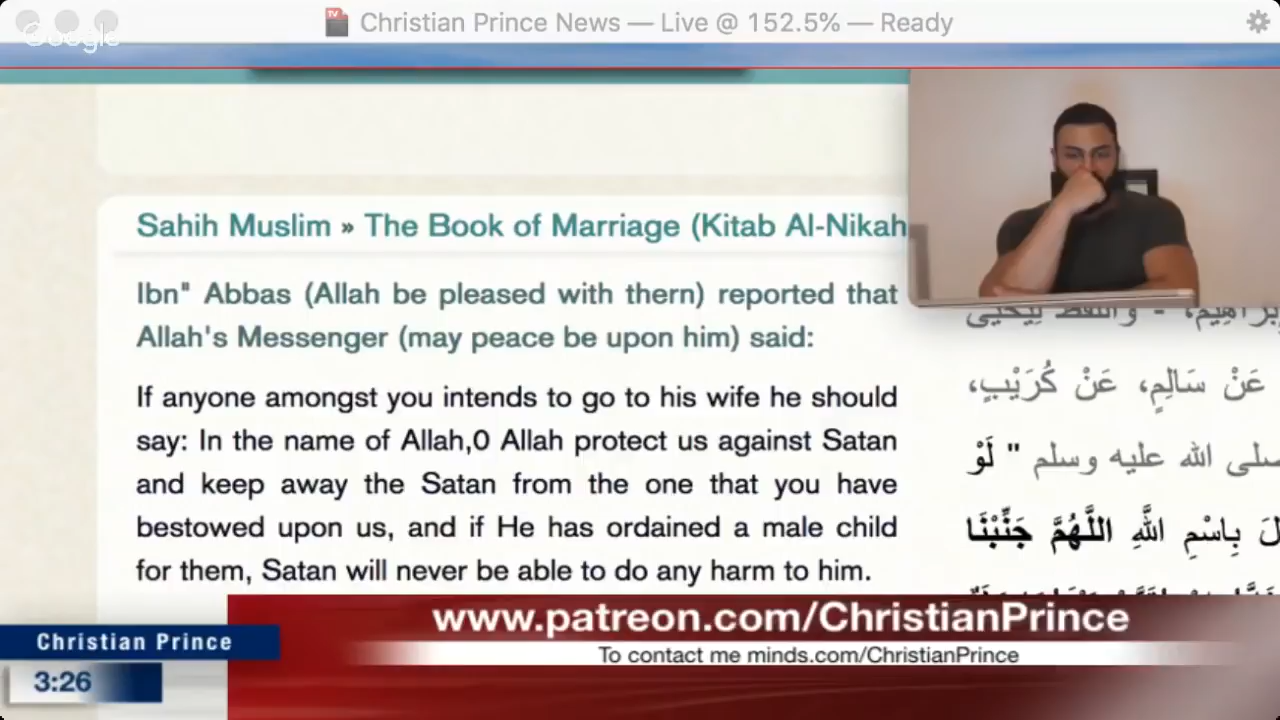 TV
Christian Prince News — Live @ 152.5% — Ready
Google
Sahih Muslim » The Book of Marriage (Kitab Al-Nikah
Ibn" Abbas (Allah be pleased with thern) reported that
Allah's Messenger (may peace be upon him) said:
If anyone amongst you intends to go to his wife he should
say: In the name of Allah,0 Allah protect us against Satan
and keep away the Satan from the one that you have
bestowed upon us, and if He has ordained a male child
for them, Satan will never be able to do any harm to him.
عَنْ سَالِمٍ، عَنْ كُرَيْبٍ،
صلى الله عليه وسلم " لَوْ
بِاسْمِ اللَّهِ اللَّهُمَّ جَنِّبْنَا
www.patreon.com/ChristianPrince
To contact me minds.com/ChristianPrince
Christian Prince
3:26